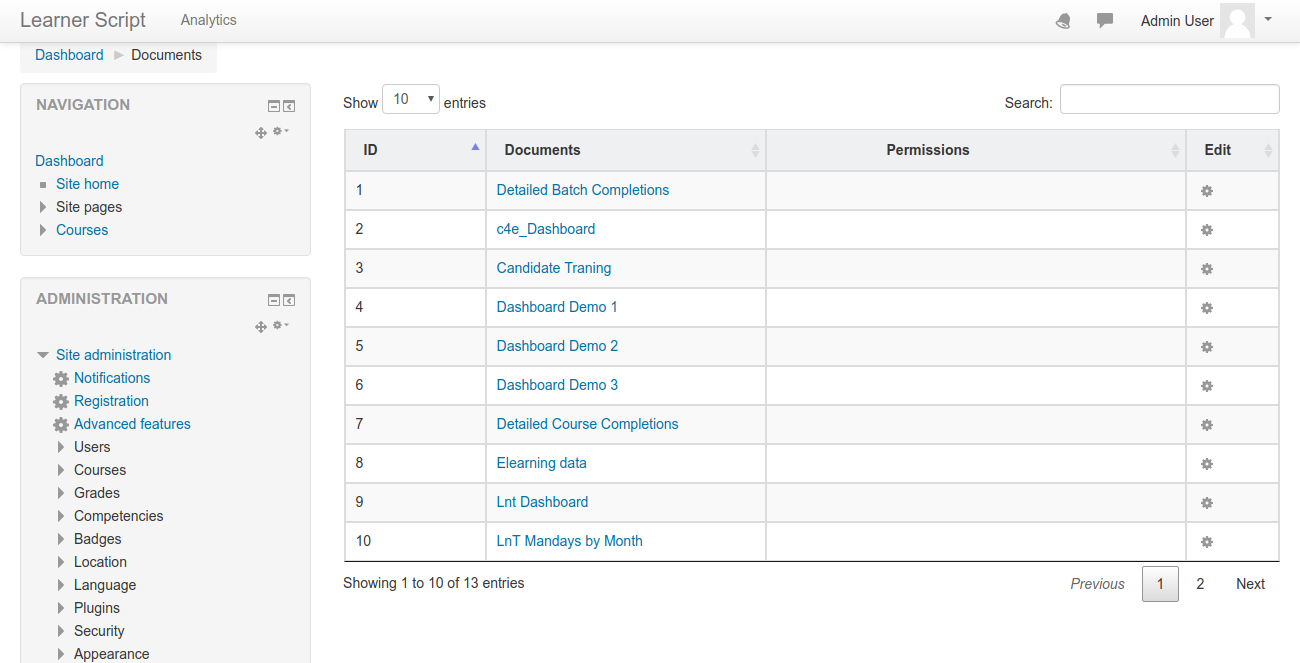 Learner Script Analytics Admin User
Dashboard Documents
NAVIGATION
Dashboard
Site home
Site pages
Courses
ADMINISTRATION
Site administration
Notifications
Registration
Advanced features
Users
Courses
Grades
Competencies
Badges
Location
Language
Plugins
Security
Appearance
Show 10 entries Search:
ID Documents Permissions Edit
1 Detailed Batch Completions
2 c4e_Dashboard
3 Candidate Traning
4 Dashboard Demo 1
5 Dashboard Demo 2
6 Dashboard Demo 3
7 Detailed Course Completions
8 Elearning data
9 Lnt Dashboard
10 LnT Mandays by Month
Showing 1 to 10 of 13 entries Previous 1 2 Next